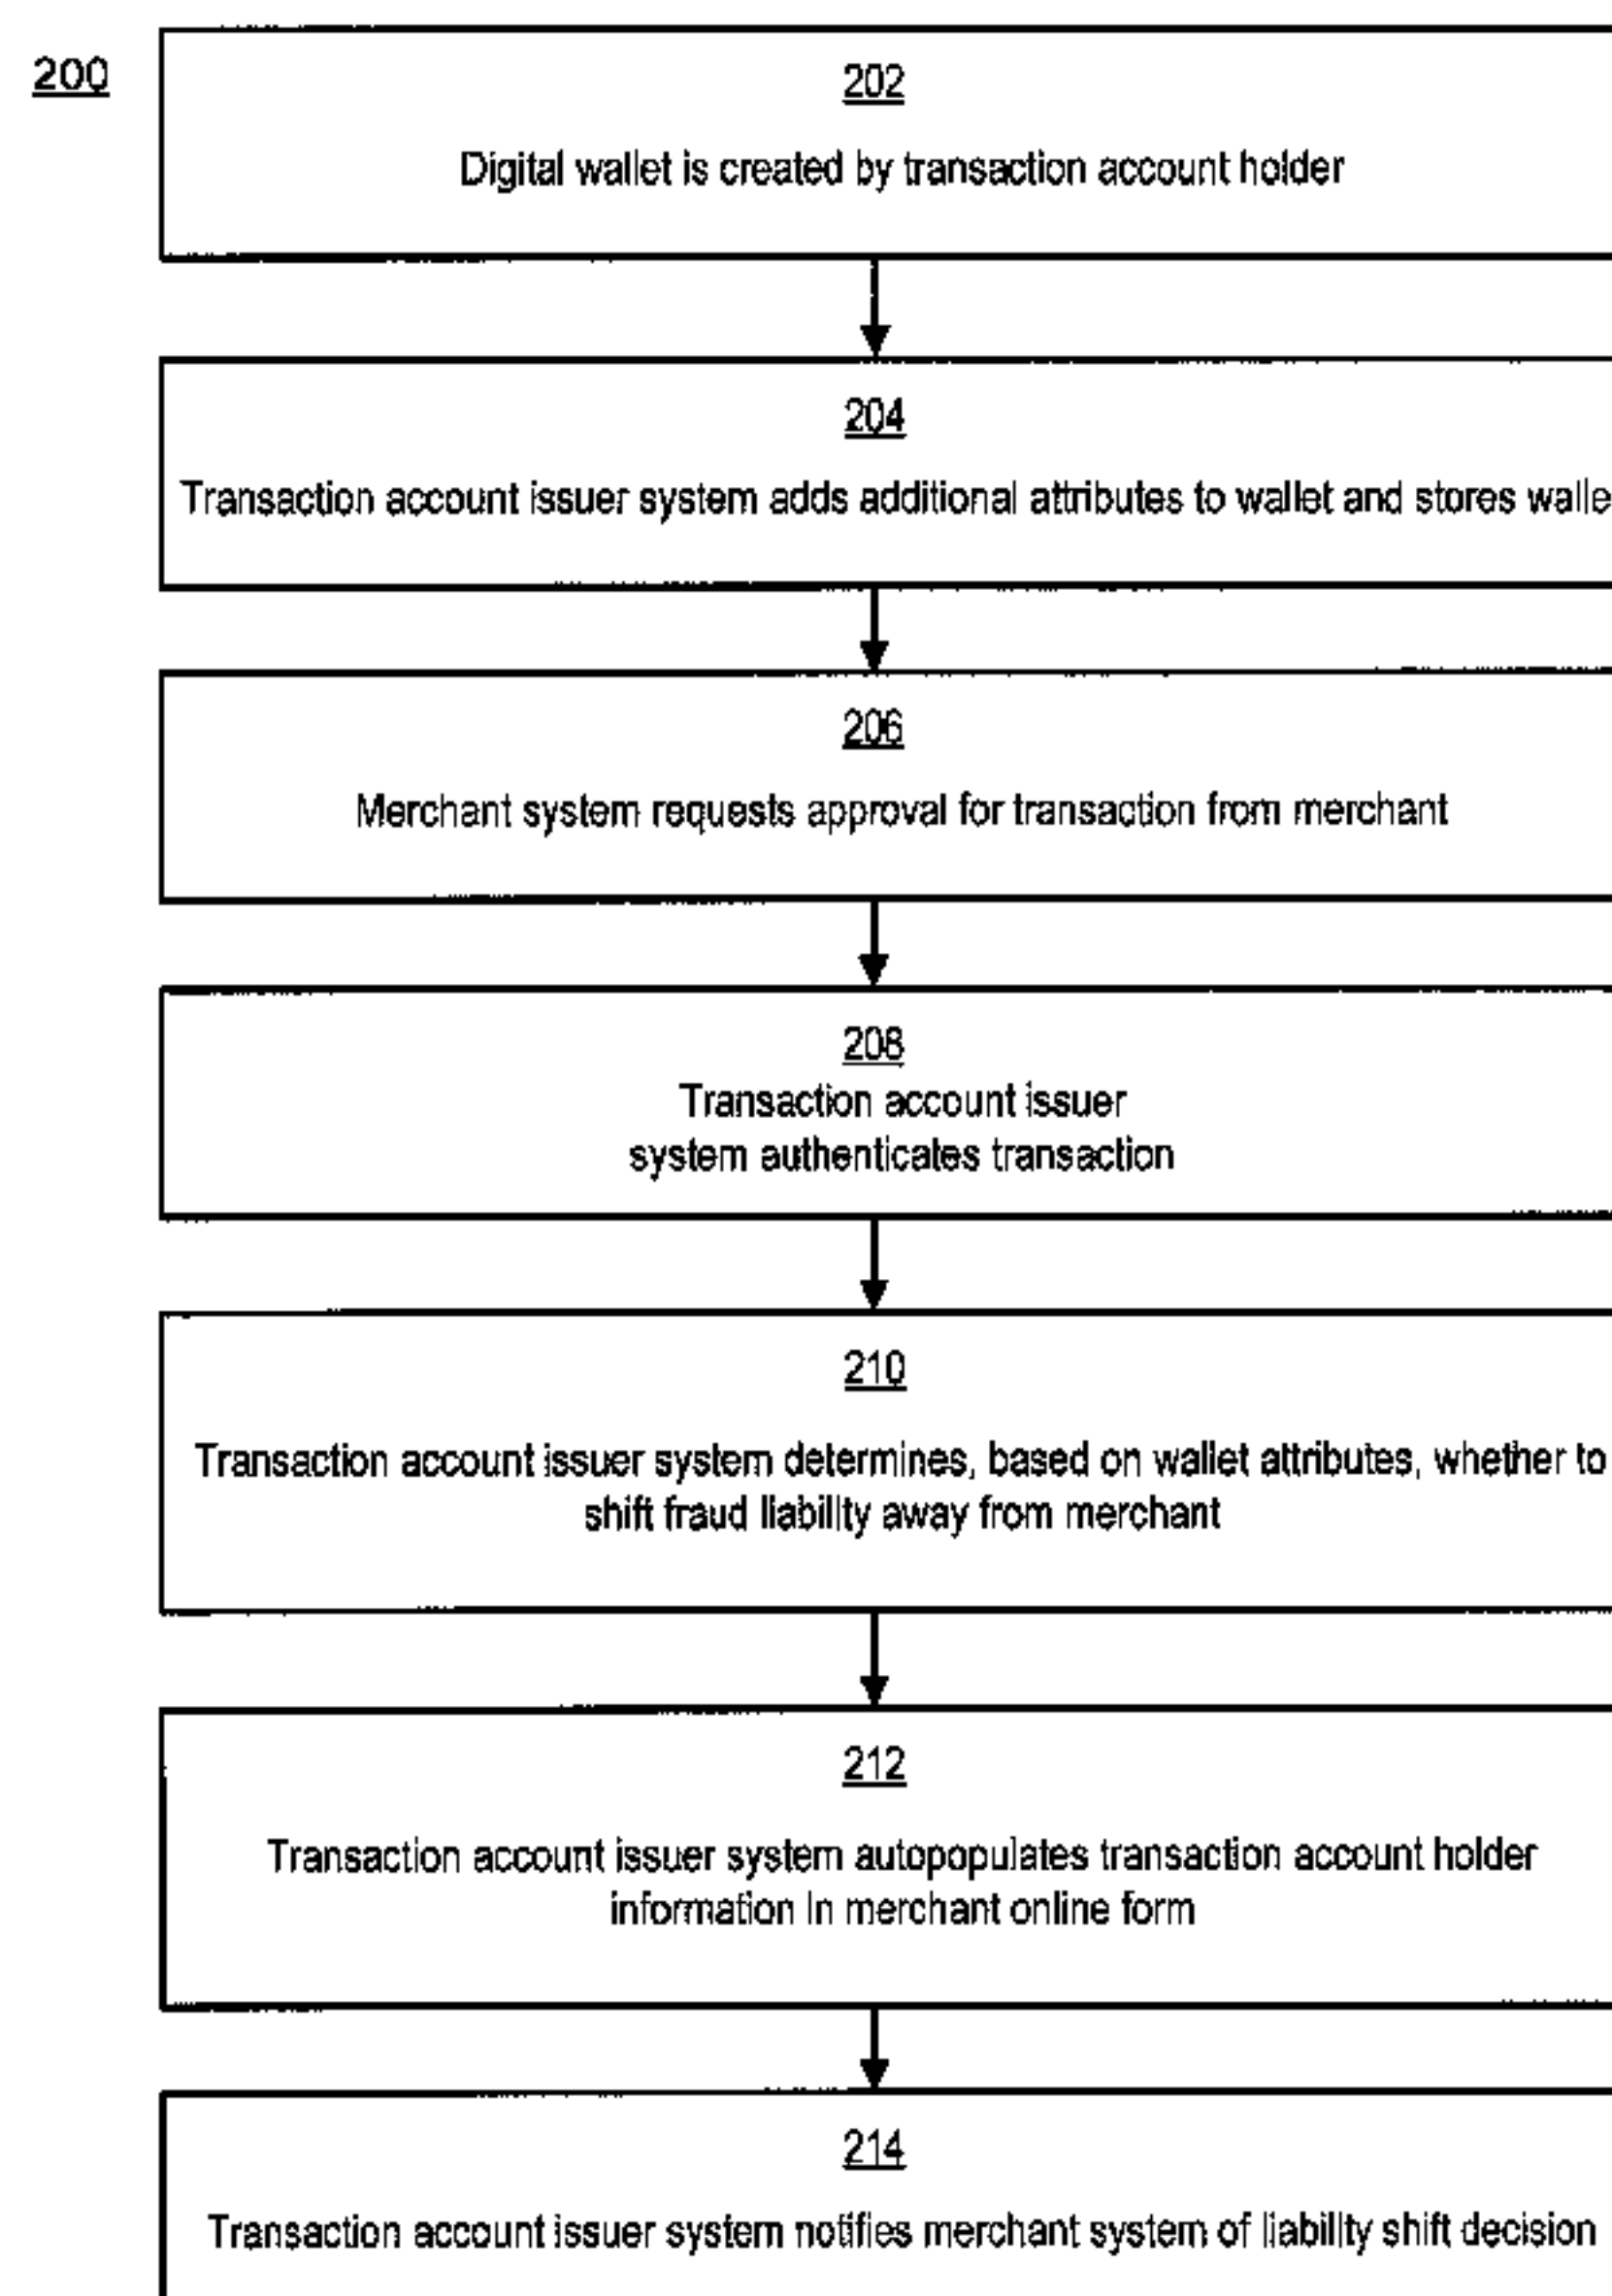 200
202
Digital wallet is created by transaction account holder
204
Transaction account issuer system adds additional attributes to wallet and stores walle
206
Merchant system requests approval for transaction from merchant
208
Transaction account issuer
system authenticates transaction
210
Transaction account issuer system determines, based on wallet attributes, whether to
shift fraud liability away from merchant
212
Transaction account issuer system autopopulates transaction account holder
information In merchant online form
214
Transaction account issuer system notifies merchant system of liability shift decision